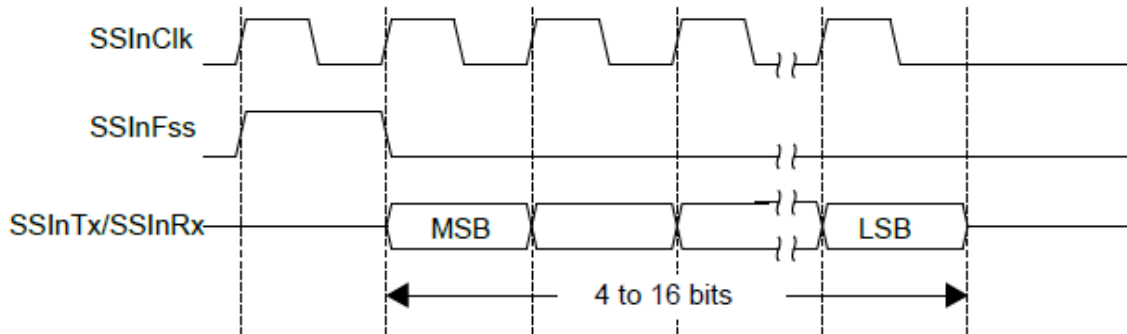 SSInClk
SSInFss
SSInTx/SSInRx
MSB
LSB
4 to 16 bits